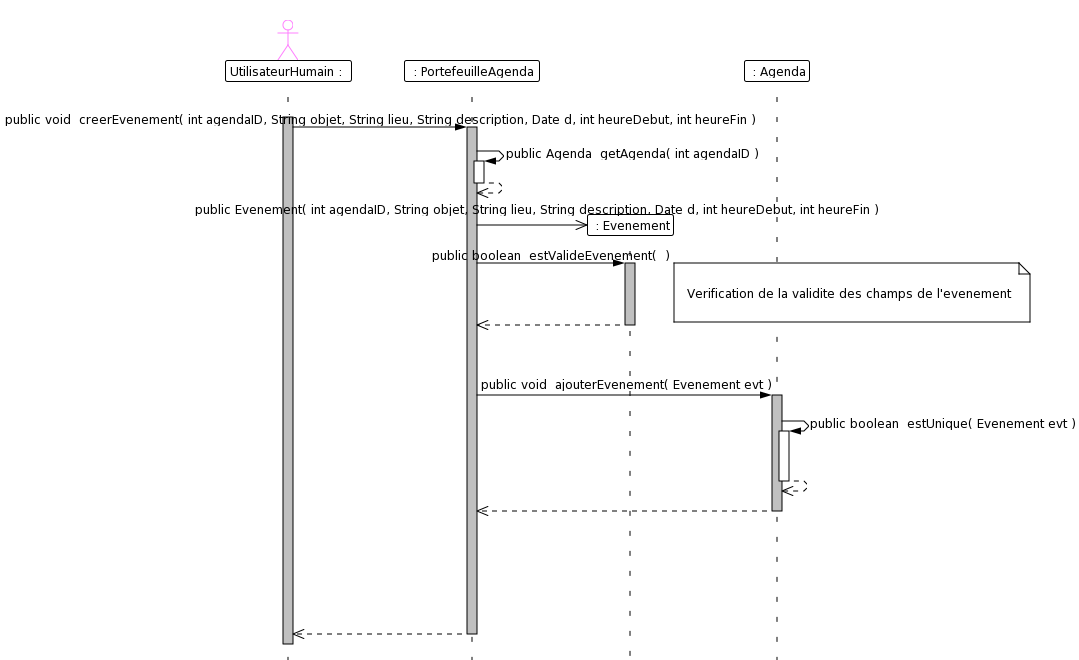 UtilisateurHumain :
: PortefeuilleAgenda
: Agenda
public void creerEvenement( int agendaID, String objet, String lieu, String description, Date d, int heureDebut, int heureFin )
public Agenda getAgenda( int agendaID )
public Evenement( int agendaID, String objet, String lieu, String description, Date d, int heureDebut, int heureFin )
: Evenement
public boolean estValideEvenement( )
Verification de la validite des champs de l'evenement
public void ajouterEvenement( Evenement evt )
public boolean estUnique( Evenement evt )